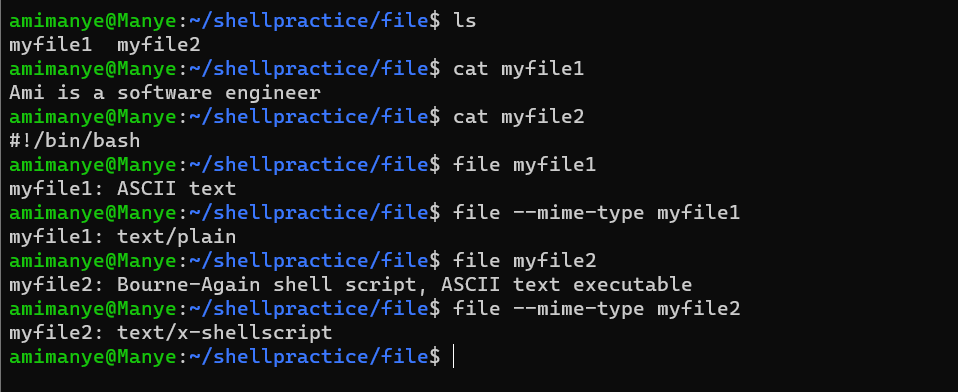 amimanye@Manye:~/shellpractice/file$ ls
myfile1  myfile2
amimanye@Manye:~/shellpractice/file$ cat myfile1
Ami is a software engineer
amimanye@Manye:~/shellpractice/file$ cat myfile2
#!/bin/bash
amimanye@Manye:~/shellpractice/file$ file myfile1
myfile1: ASCII text
amimanye@Manye:~/shellpractice/file$ file --mime-type myfile1
myfile1: text/plain
amimanye@Manye:~/shellpractice/file$ file myfile2
myfile2: Bourne-Again shell script, ASCII text executable
amimanye@Manye:~/shellpractice/file$ file --mime-type myfile2
myfile2: text/x-shellscript
amimanye@Manye:~/shellpractice/file$